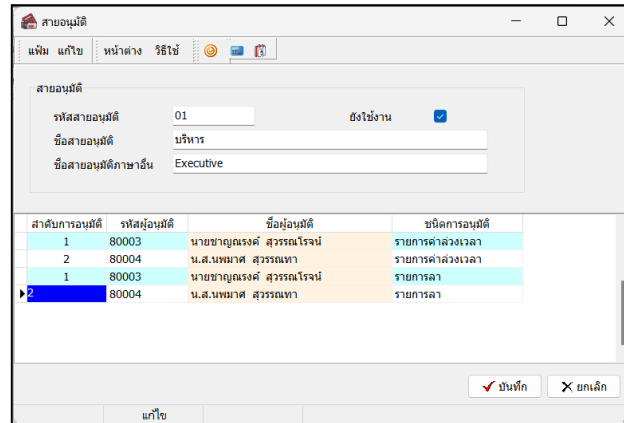 สายอนุมัติ
แฟ้ม แก้ไข หน้าต่าง วิธีใช้
สายอนุมัติ
รหัสสายอนุมัติ 01 ยังใช้งาน
ชื่อสายอนุมัติ บริหาร
ชื่อสายอนุมัติภาษาอื่น Executive
ลำดับการอนุมัติ รหัสผู้อนุมัติ ชื่อผู้อนุมัติ ชนิดการอนุมัติ
1 80003 นายชาญณรงค์ สุวรรณโรจน์ รายการค่าล่วงเวลา
2 80004 น.ส.นพมาศ สุวรรณทา รายการค่าล่วงเวลา
1 80003 นายชาญณรงค์ สุวรรณโรจน์ รายการลา
2 80004 น.ส.นพมาศ สุวรรณทา รายการลา
บันทึก ยกเลิก
แก้ไข